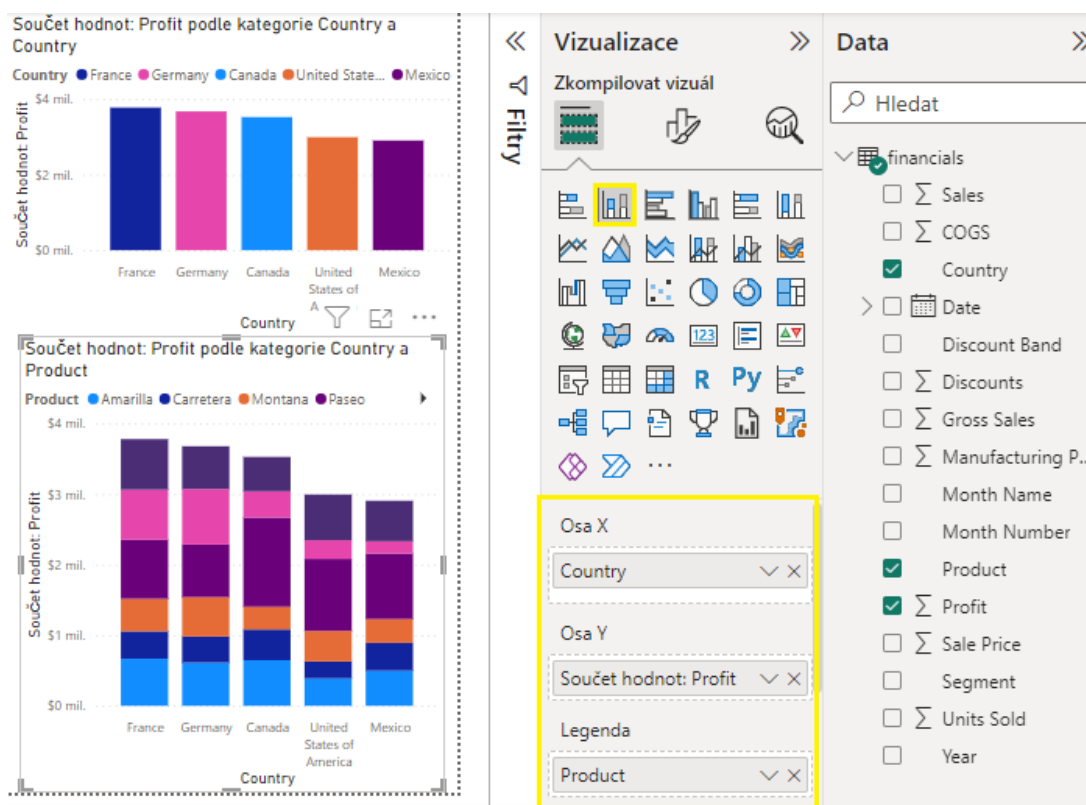 Součet hodnot: Profit podle kategorie Country a
Country
Country France Germany Canada United State... Mexico
$4 mil.
$2 mil.
$0 mil.
Součet hodnot: Profit
France Germany Canada United States of A Mexico
Country
Součet hodnot: Profit podle kategorie Country a
Product
Product Amarilla Carretera Montana Paseo
$4 mil.
$3 mil.
$2 mil.
$1 mil.
$0 mil.
Součet hodnot: Profit
France Germany Canada United States of America Mexico
Country
Filtry
Vizualizace
Zkompilovat vizuál
123
R Py
Osa X
Country
Osa Y
Součet hodnot: Profit
Legenda
Product
Data
Hledat
financials
Sales
COGS
Country
Date
Discount Band
Discounts
Gross Sales
Manufacturing P...
Month Name
Month Number
Product
Profit
Sale Price
Segment
Units Sold
Year